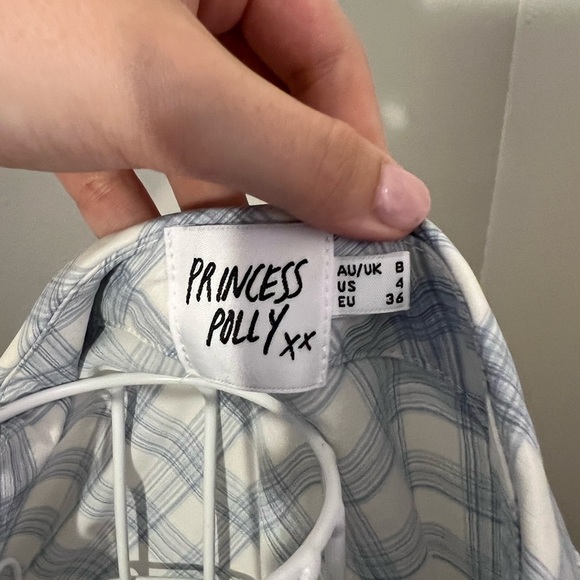 PRINCESS
POLLY xx
AU/UK 8
US 4
EU 36